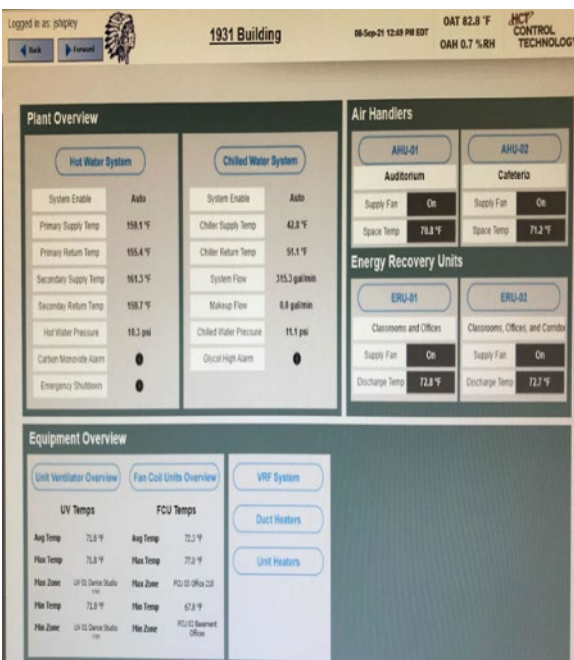 Logged in as: jshipley
Back
Forward
1931 Building
08-Sep-21 12:49 PM EDT
OAT 82.8 °F
OAH 0.7 %RH
HCT
CONTROL
TECHNOLOG
Plant Overview
Hot Water System
System Enable Auto
Primary Supply Temp 159.1 °F
Primary Return Temp 155.4 °F
Secondary Supply Temp 161.3 °F
Seconday Return Temp 159.7 °F
Hot Water Pressure 18.3 psi
Carbon Monoxide Alarm
Emergency Shutdown
Chilled Water System
System Enable Auto
Chiller Supply Temp 42.8 °F
Chiller Return Temp 51.1 °F
System Flow 315.3 gal/min
Makeup Flow 0.0 gal/min
Chilled Water Pressure 11.1 psi
Glycol High Alarm
Air Handlers
AHU-01
Auditorium
Supply Fan On
Space Temp 70.8 °F
AHU-02
Cafeteria
Supply Fan On
Space Temp 71.2 °F
Energy Recovery Units
ERU-01
Classrooms and Offices
Supply Fan On
Discharge Temp 72.8 °F
ERU-02
Classrooms, Offices, and Corridor
Supply Fan On
Discharge Temp 72.7 °F
Equipment Overview
Unit Ventilator Overview
UV Temps
Avg Temp 71.8 °F
Max Temp 71.8 °F
Max Zone UV 01 Dance Studio
Min Temp 71.8 °F
Min Zone UV 01 Dance Studio
Fan Coil Units Overview
FCU Temps
Avg Temp 72.3 °F
Max Temp 77.0 °F
Max Zone FCU 02 Office 210
Min Temp 67.8 °F
Min Zone FCU 02 Basement
Offices
VRF System
Duct Heaters
Unit Heaters